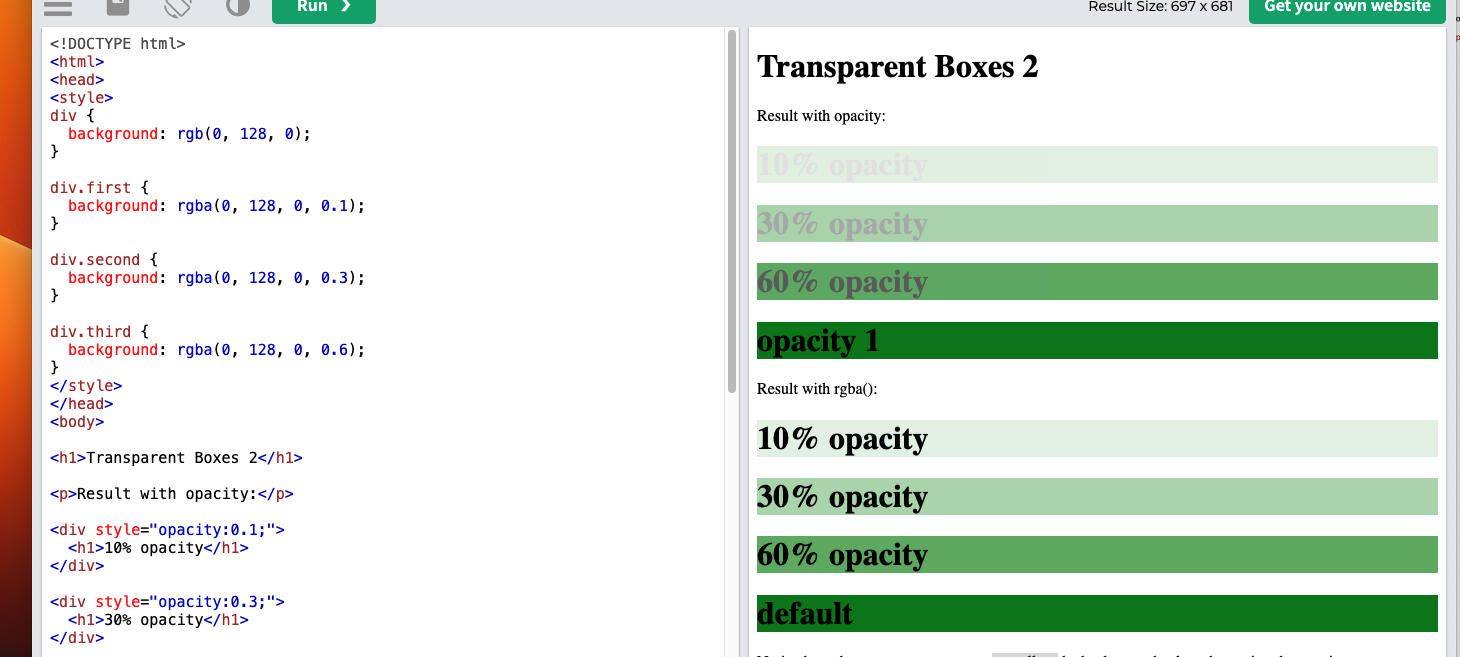 Run ❯
Result Size: 697 x 681
Get your own website
<!DOCTYPE html>
<html>
<head>
<style>
div {
  background: rgb(0, 128, 0);
}

div.first {
  background: rgba(0, 128, 0, 0.1);
}

div.second {
  background: rgba(0, 128, 0, 0.3);
}

div.third {
  background: rgba(0, 128, 0, 0.6);
}
</style>
</head>
<body>

<h1>Transparent Boxes 2</h1>

<p>Result with opacity:</p>

<div style="opacity:0.1;">
  <h1>10% opacity</h1>
</div>

<div style="opacity:0.3;">
  <h1>30% opacity</h1>
</div>
Transparent Boxes 2
Result with opacity:
10% opacity
30% opacity
60% opacity
opacity 1
Result with rgba():
10% opacity
30% opacity
60% opacity
default